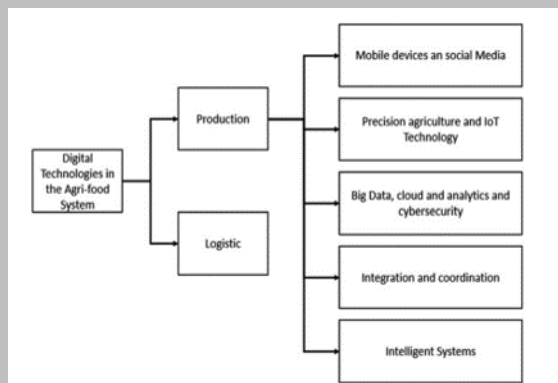 Digital
Technologies in
the Agri-food
System
Production
Logistic
Mobile devices an social Media
Precision agriculture and IoT
Technology
Big Data, cloud and analytics and
cybersecurity
Integration and coordination
Intelligent Systems